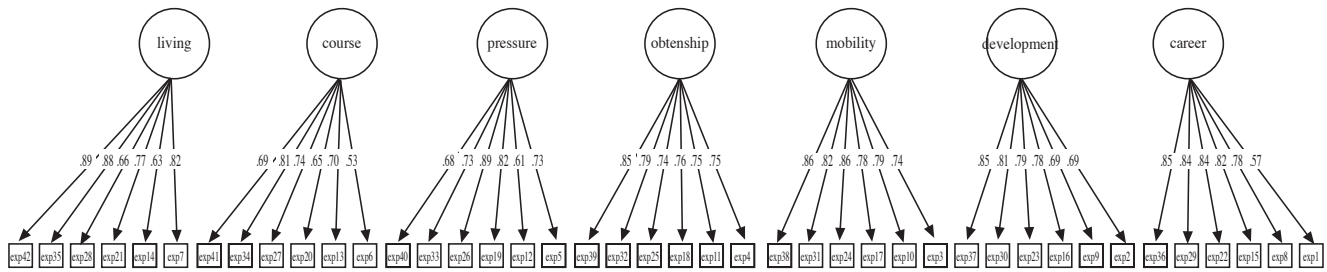 living course pressure obtenship mobility development career
.89 .88 .66 .77 .63 .82 .69 .81 .74 .65 .70 .53 .68 .73 .89 .82 .61 .73 .85 .79 .74 .76 .75 .75 .86 .82 .86 .78 .79 .74 .85 .81 .79 .78 .69 .69 .85 .84 .84 .82 .78 .57
exp42 exp35 exp28 exp21 exp14 exp7 exp41 exp34 exp27 exp20 exp13 exp6 exp40 exp33 exp26 exp19 exp12 exp5 exp39 exp32 exp25 exp18 exp11 exp4 exp38 exp31 exp24 exp17 exp10 exp3 exp37 exp30 exp23 exp16 exp9 exp2 exp36 exp29 exp22 exp15 exp8 exp1